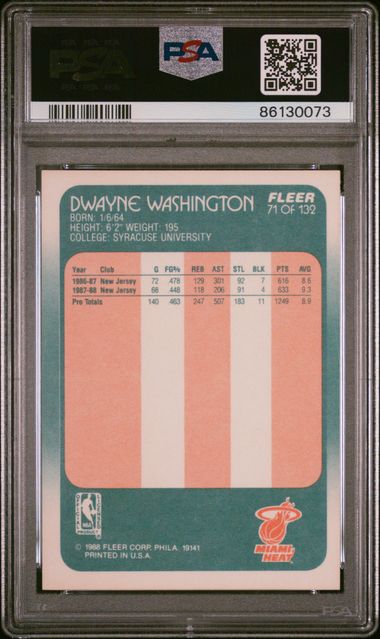 PSA
PSA
86130073
DWAYNE WASHINGTON
BORN: 1/6/64
HEIGHT: 6'2" WEIGHT: 195
COLLEGE: SYRACUSE UNIVERSITY
FLEER
71 OF 132
Year Club G FG% REB AST STL BLK PTS AVG
1986-87 New Jersey 72 .478 129 301 92 7 616 8.6
1987-88 New Jersey 68 .448 118 206 91 4 633 9.3
Pro Totals 140 .463 247 507 183 11 1249 8.9
NBA
© 1988 FLEER CORP. PHILA. 19141
PRINTED IN U.S.A.
MIAMI
HEAT
PSA